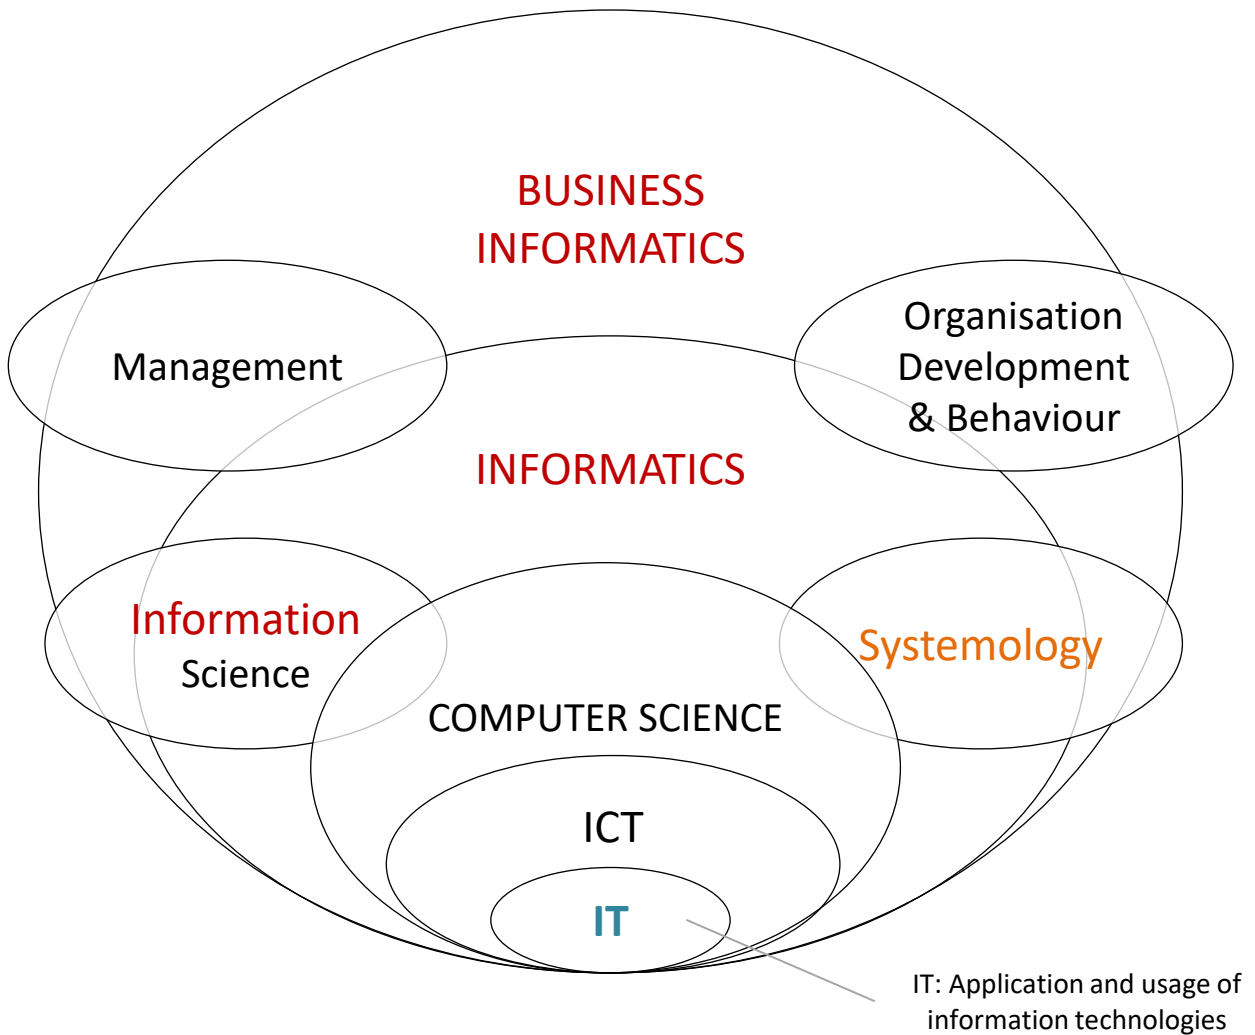 BUSINESS
INFORMATICS
Management
Organisation
Development
& Behaviour
INFORMATICS
Information
Science
Systemology
COMPUTER SCIENCE
ICT
IT
IT: Application and usage of
information technologies